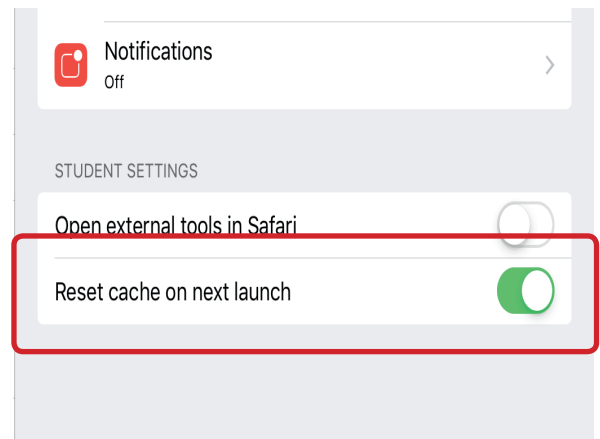 Notifications
Off
STUDENT SETTINGS
Open external tools in Safari
Reset cache on next launch